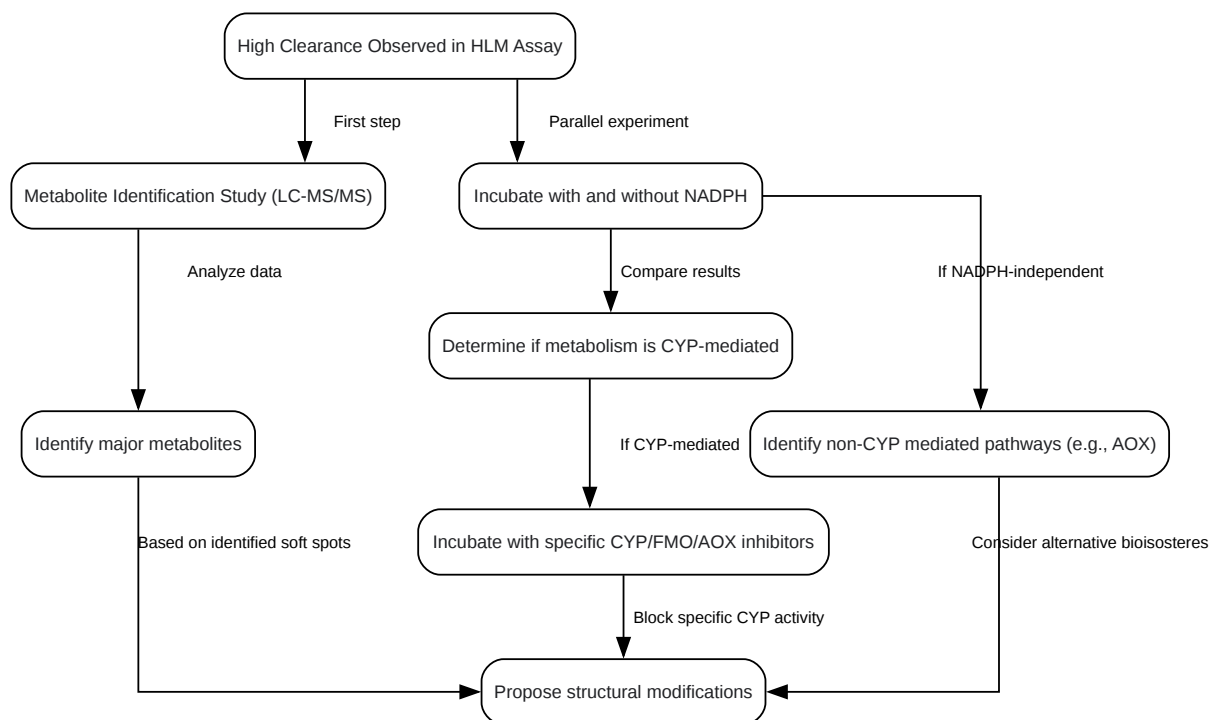 High Clearance Observed in HLM Assay
First step
Parallel experiment
Metabolite Identification Study (LC-MS/MS)
Incubate with and without NADPH
Analyze data
Compare results
If NADPH-independent
Determine if metabolism is CYP-mediated
Identify major metabolites
If CYP-mediated
Identify non-CYP mediated pathways (e.g., AOX)
Based on identified soft spots
Incubate with specific CYP/FMO/AOX inhibitors
Consider alternative bioisosteres
Block specific CYP activity
Propose structural modifications